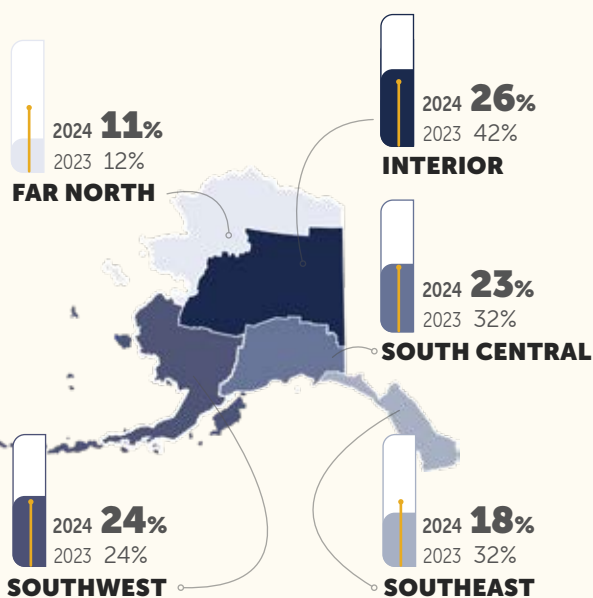 2024 11%
2023 12%
FAR NORTH
2024 26%
2023 42%
INTERIOR
2024 23%
2023 32%
SOUTH CENTRAL
2024 24%
2023 24%
SOUTHWEST
2024 18%
2023 32%
SOUTHEAST